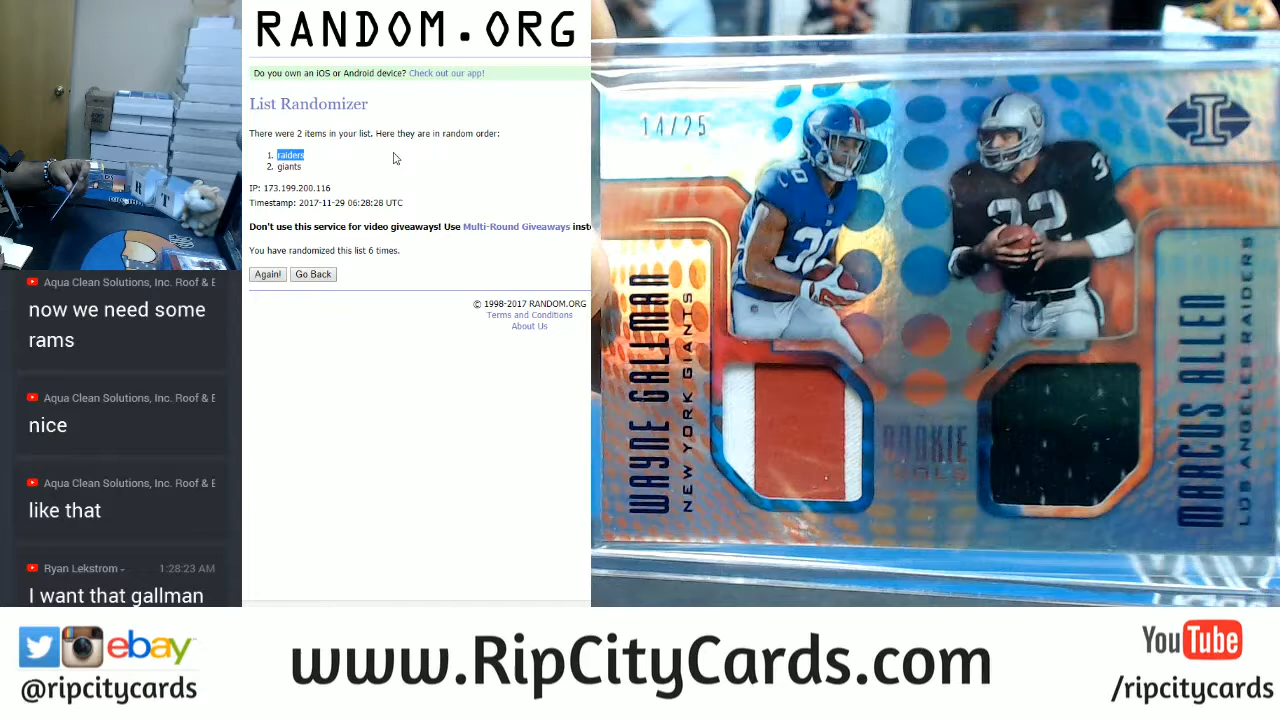 RANDOM.ORG
Do you own an iOS or Android device? Check out our app!
List Randomizer
There were 2 items in your list. Here they are in random order:
1. raiders
2. giants
IP: 173.199.200.116
Timestamp: 2017-11-29 06:28:28 UTC
Don't use this service for video giveaways! Use Multi-Round Giveaways inst
You have randomized this list 6 times.
Again! Go Back
© 1998-2017 RANDOM.ORG
Terms and Conditions
About Us
Aqua Clean Solutions, Inc. Roof & E
now we need some
rams
Aqua Clean Solutions, Inc. Roof & E
nice
Aqua Clean Solutions, Inc. Roof & E
like that
Ryan Lekstrom - 1:28:23 AM
I want that gallman
14/25
I
30
32
WAYNE GALLMAN
NEW YORK GIANTS
ROOKIE
MARCUS ALLEN
LOS ANGELES RAIDERS
ebay
@ripcitycards
www.RipCityCards.com
YouTube
/ripcitycards